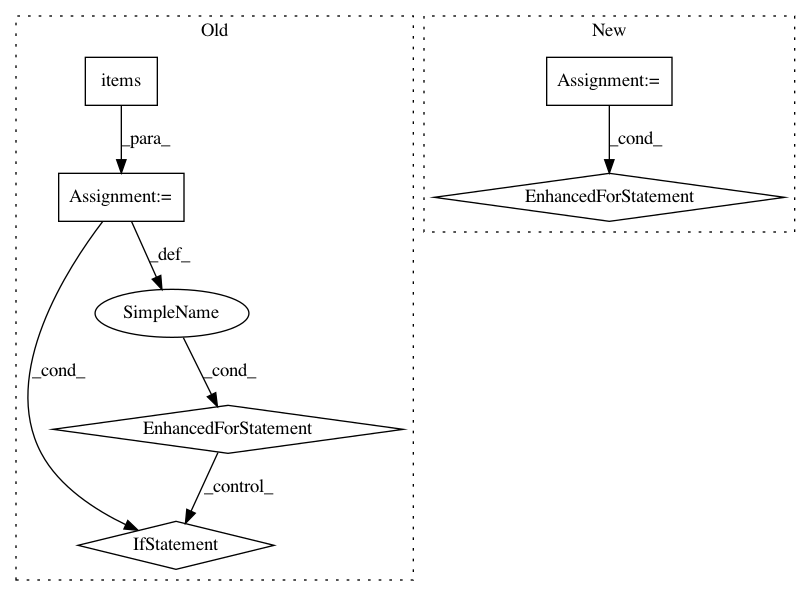 Old
New
items
Assignment:=
_para_
_cond_
Assignment:=
EnhancedForStatement
_def_
SimpleName
_cond_
_cond_
EnhancedForStatement
_control_
IfStatement